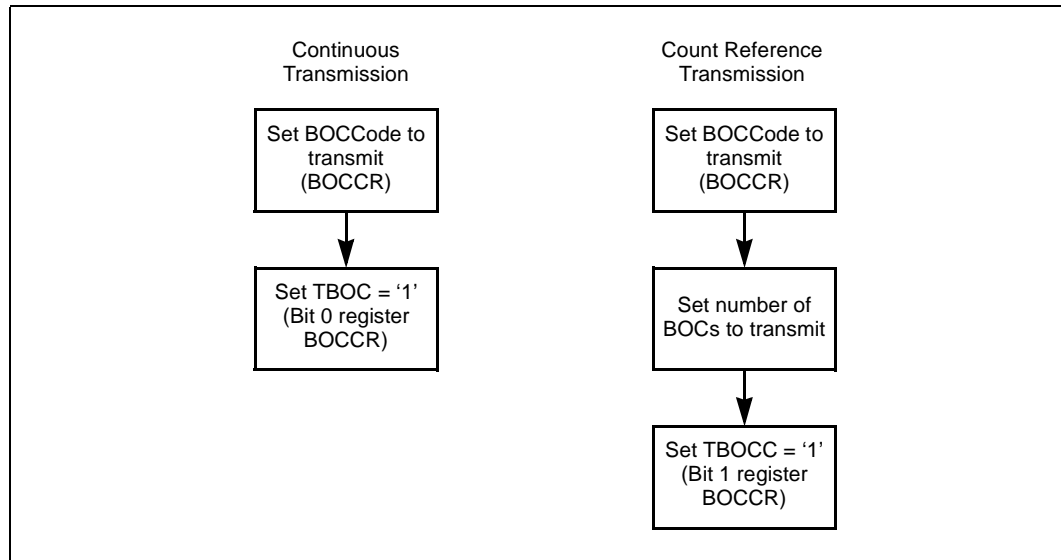 Continuous
Transmission
Set BOCCode to
transmit
(BOCCR)
Set TBOC = ‘1’
(Bit 0 register
BOCCR)
Count Reference
Transmission
Set BOCCode to
transmit
(BOCCR)
Set number of
BOCs to transmit
Set TBOCC = ‘1’
(Bit 1 register
BOCCR)